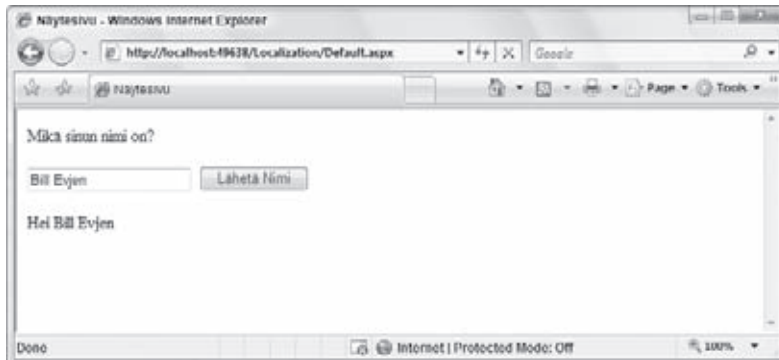 Näytesivu - Windows Internet Explorer
http://localhost:49638/Localization/Default.aspx
Google
Näytesivu
Page Tools
Mikä sinun nimi on?
Bill Evjen Lähetä Nimi
Hei Bill Evjen
Done Internet | Protected Mode: Off 100%